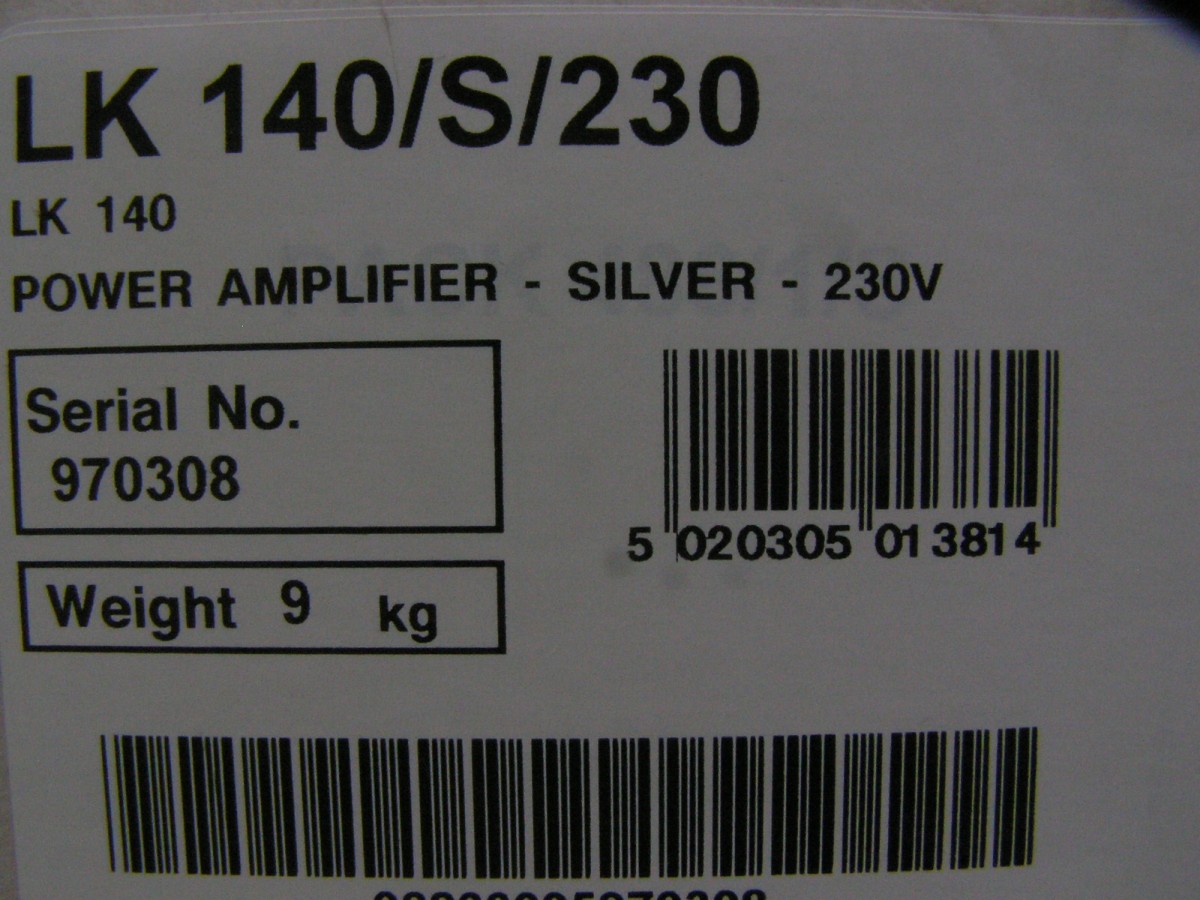 LK 140/S/230
LK 140
POWER AMPLIFIER - SILVER - 230V
Serial No.
970308
5 020305 013814
Weight 9 kg